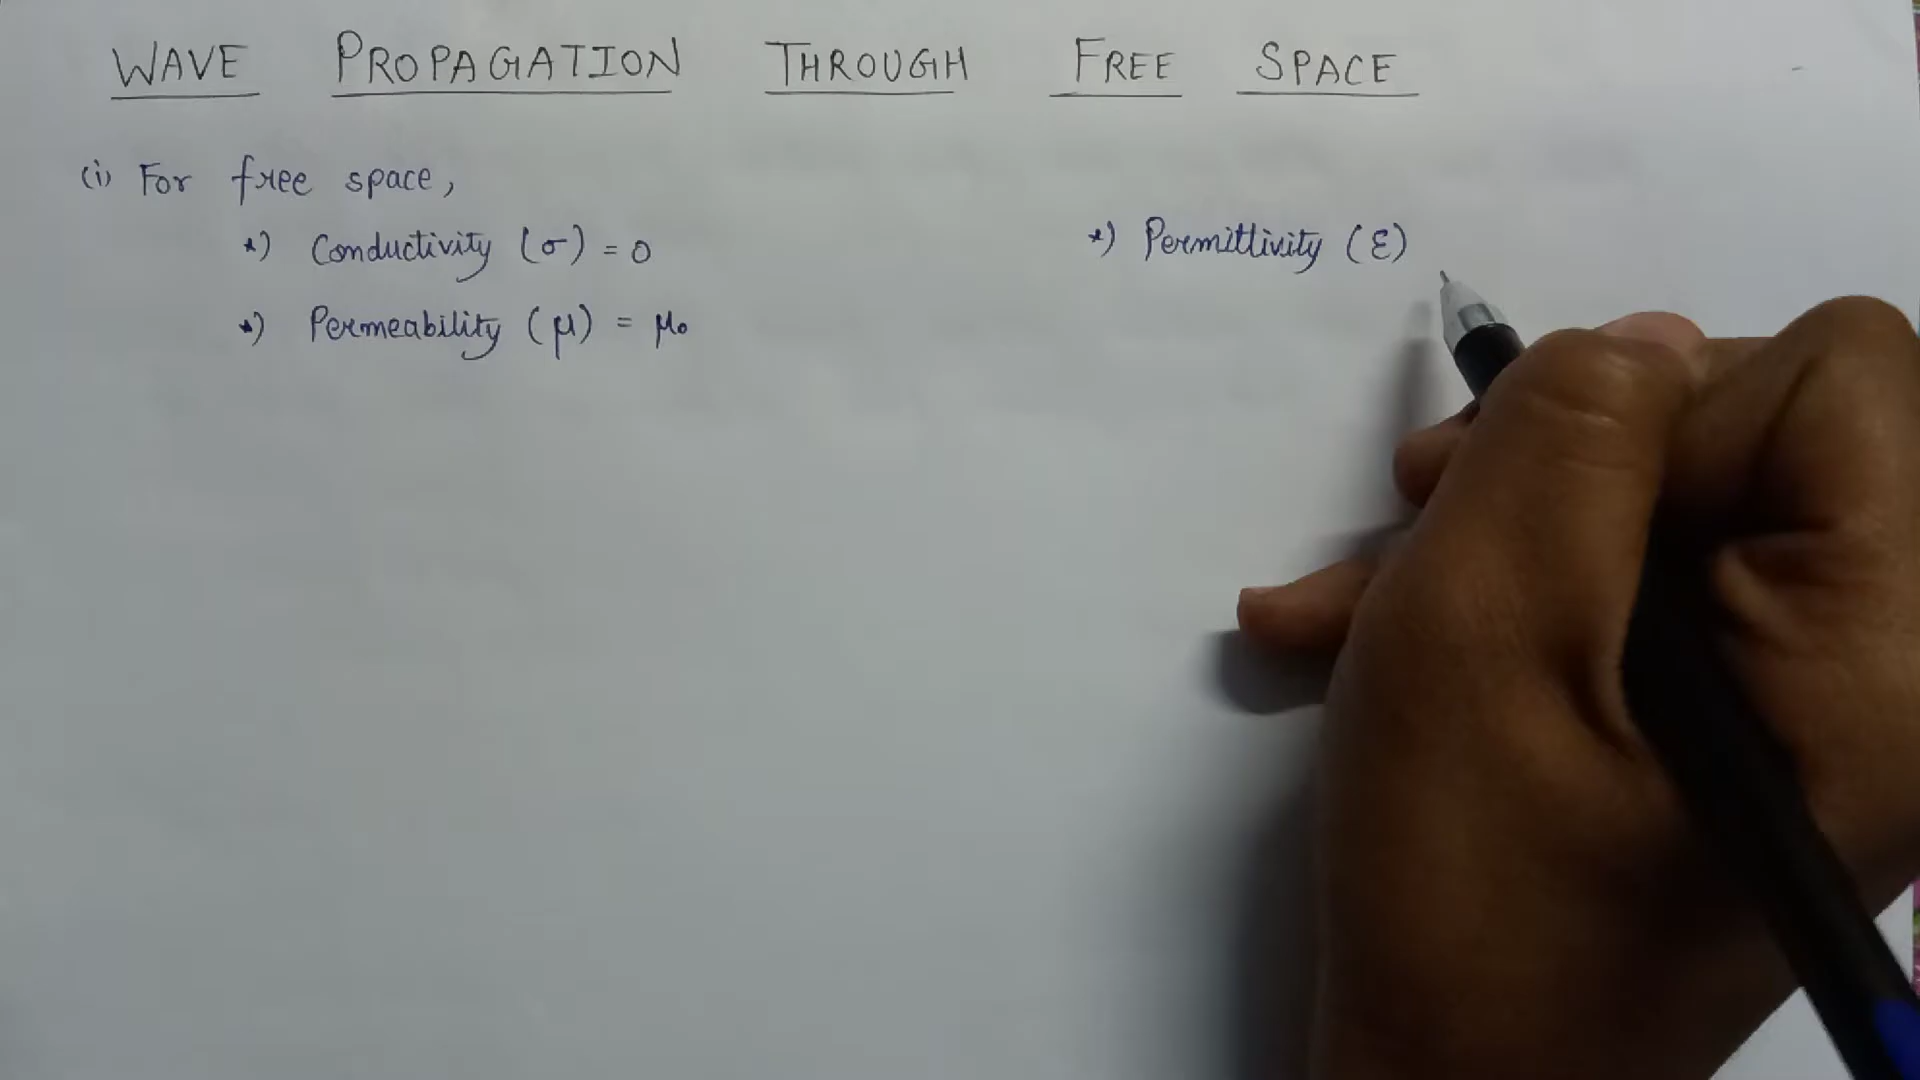 WAVE PROPAGATION THROUGH FREE SPACE
(i) For free space,
*) Conductivity (σ) = 0
*) Permittivity (ε)
*) Permeability (μ) = μ₀